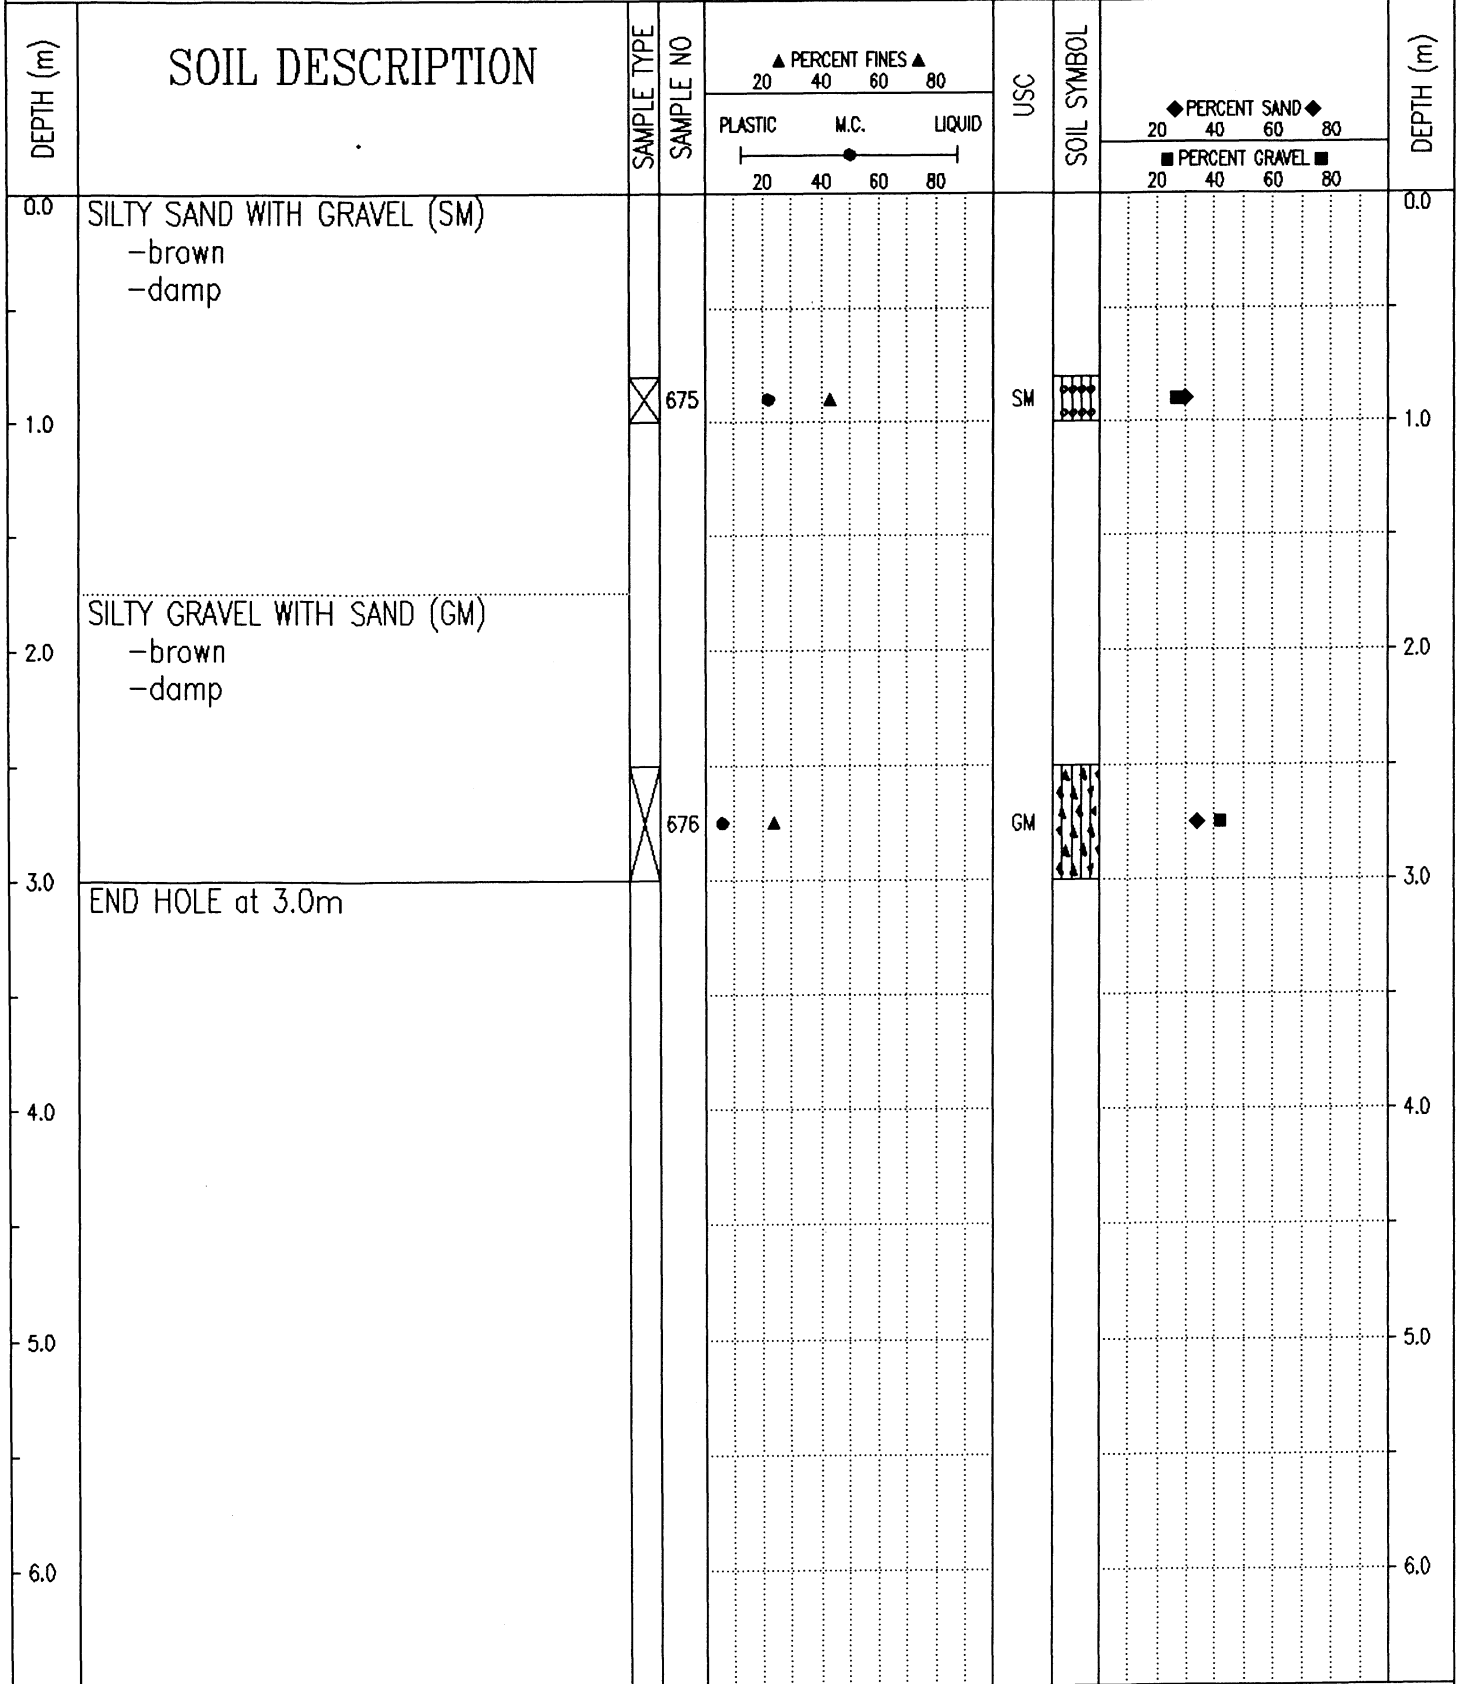 DEPTH (m)
SOIL DESCRIPTION
SAMPLE TYPE
SAMPLE NO
▲ PERCENT FINES ▲
20 40 60 80
PLASTIC M.C. LIQUID
20 40 60 80
USC
SOIL SYMBOL
◆ PERCENT SAND ◆
20 40 60 80
■ PERCENT GRAVEL ■
20 40 60 80
DEPTH (m)
0.0 SILTY SAND WITH GRAVEL (SM) 0.0
-brown
-damp
675 SM
1.0 1.0
SILTY GRAVEL WITH SAND (GM)
2.0 -brown 2.0
-damp
676 GM
3.0 3.0
END HOLE at 3.0m
4.0 4.0
5.0 5.0
6.0 6.0